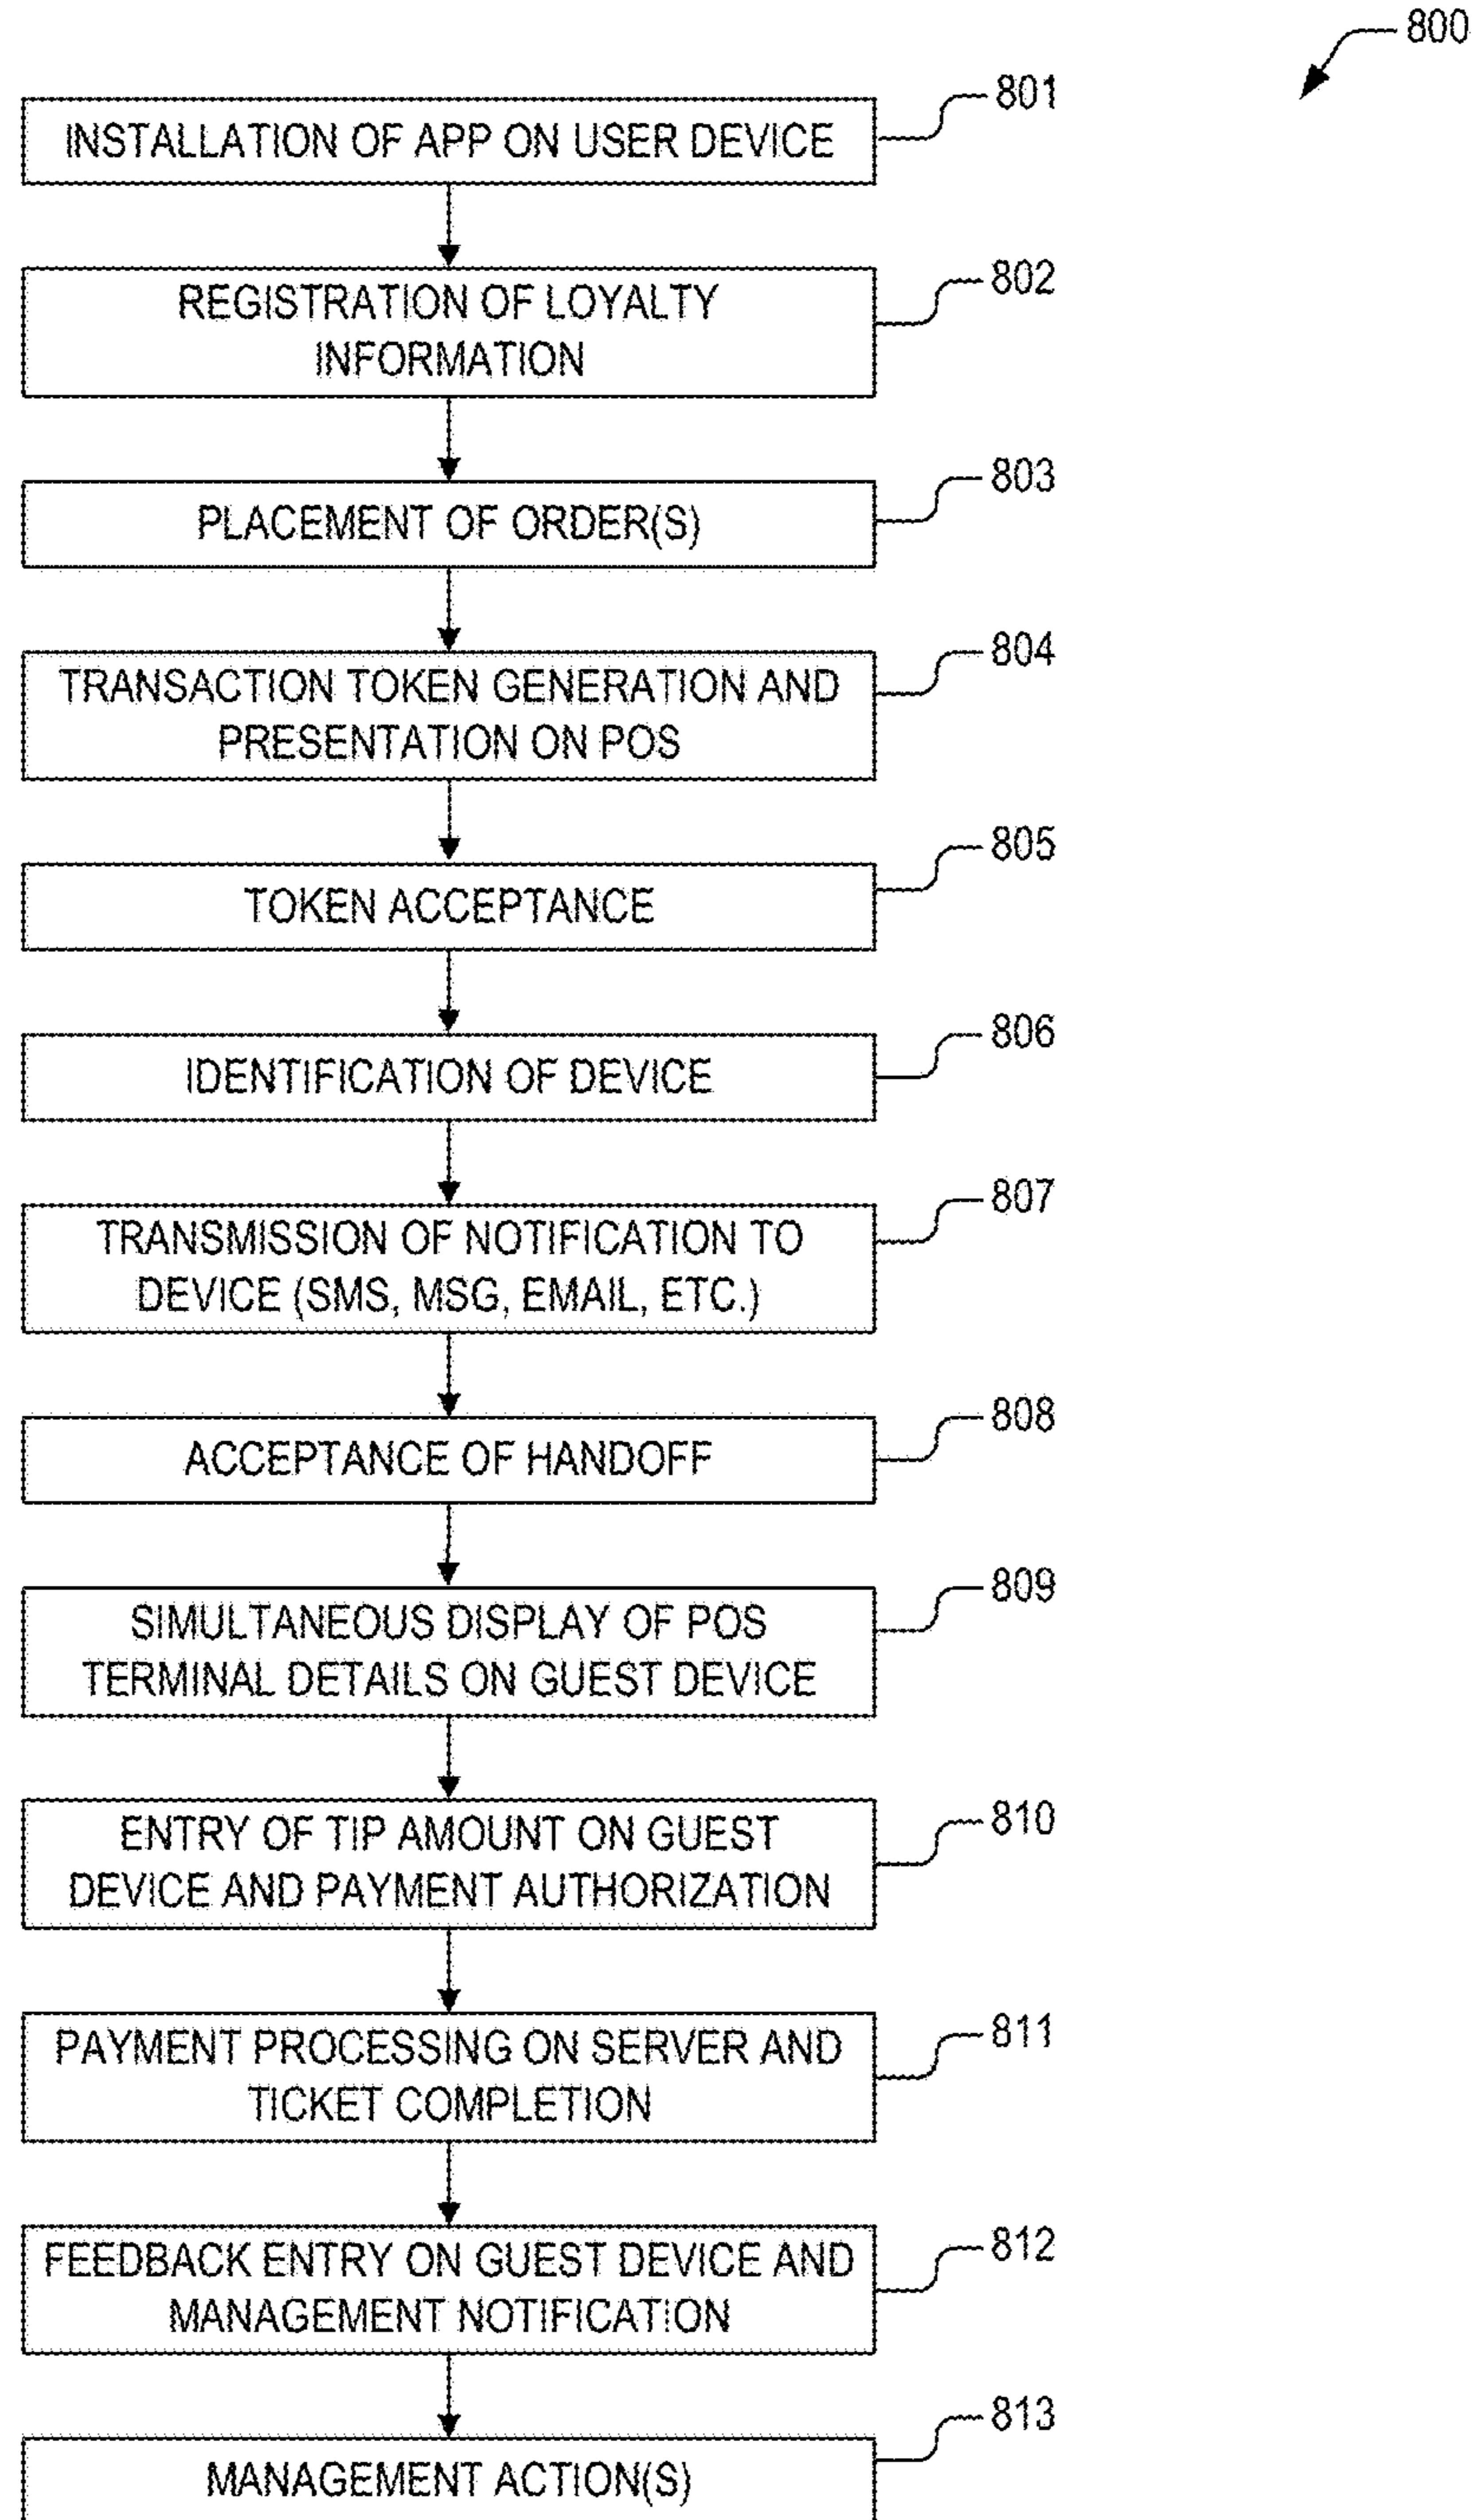 800
801
INSTALLATION OF APP ON USER DEVICE
802
REGISTRATION OF LOYALTY
INFORMATION
803
PLACEMENT OF ORDER(S)
804
TRANSACTION TOKEN GENERATION AND
PRESENTATION ON POS
805
TOKEN ACCEPTANCE
806
IDENTIFICATION OF DEVICE
807
TRANSMISSION OF NOTIFICATION TO
DEVICE (SMS, MSG, EMAIL, ETC.)
808
ACCEPTANCE OF HANDOFF
809
SIMULTANEOUS DISPLAY OF POS
TERMINAL DETAILS ON GUEST DEVICE
810
ENTRY OF TIP AMOUNT ON GUEST
DEVICE AND PAYMENT AUTHORIZATION
811
PAYMENT PROCESSING ON SERVER AND
TICKET COMPLETION
812
FEEDBACK ENTRY ON GUEST DEVICE AND
MANAGEMENT NOTIFICATION
813
MANAGEMENT ACTION(S)